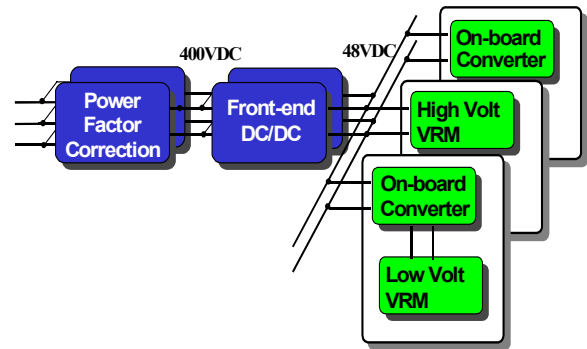 400VDC
48VDC
Power
Factor
Correction
Front-end
DC/DC
On-board
Converter
High Volt
VRM
On-board
Converter
Low Volt
VRM